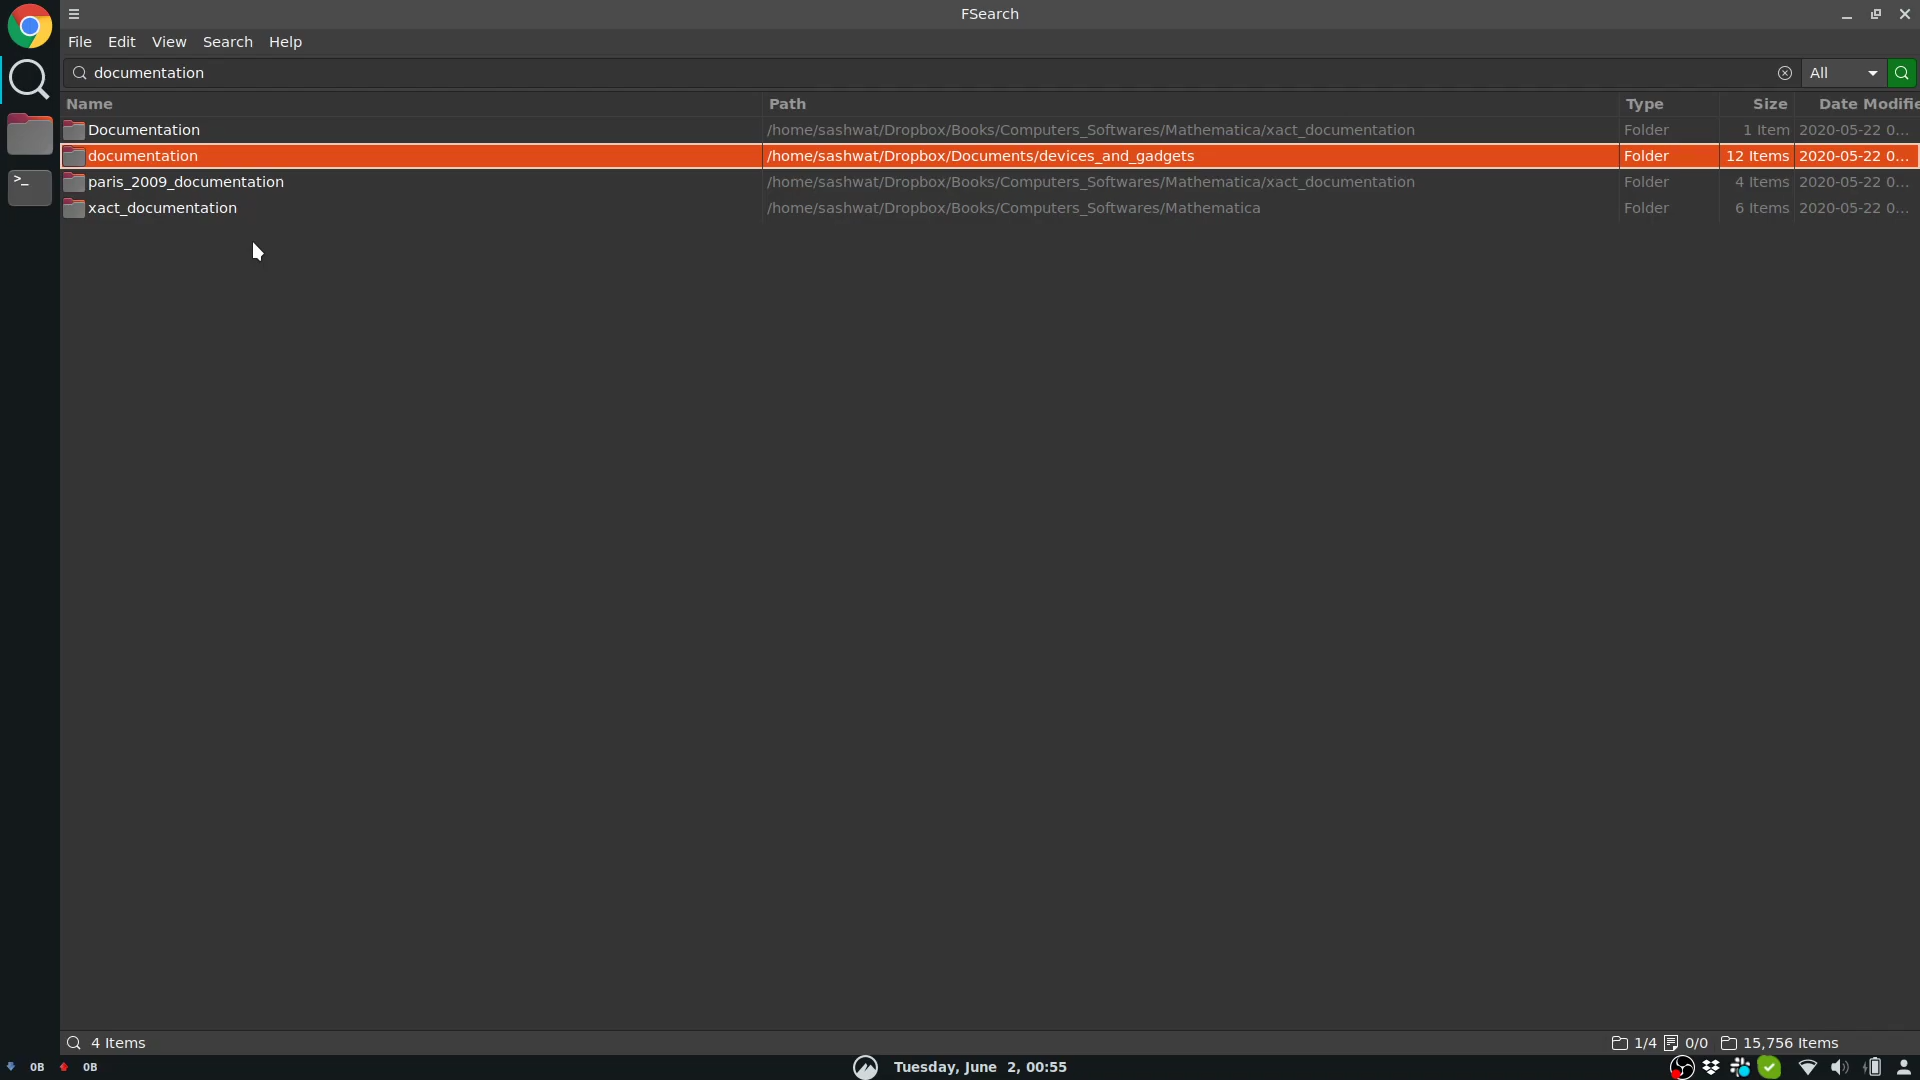 FSearch
File Edit View Search Help
documentation All
Name Path Type Size Date Modifie
Documentation /home/sashwat/Dropbox/Books/Computers_Softwares/Mathematica/xact_documentation Folder 1 Item 2020-05-22 0...
documentation /home/sashwat/Dropbox/Documents/devices_and_gadgets Folder 12 Items 2020-05-22 0...
paris_2009_documentation /home/sashwat/Dropbox/Books/Computers_Softwares/Mathematica/xact_documentation Folder 4 Items 2020-05-22 0...
xact_documentation /home/sashwat/Dropbox/Books/Computers_Softwares/Mathematica Folder 6 Items 2020-05-22 0...
>_
4 Items 1/4 0/0 15,756 Items
0B 0B Tuesday, June 2, 00:55